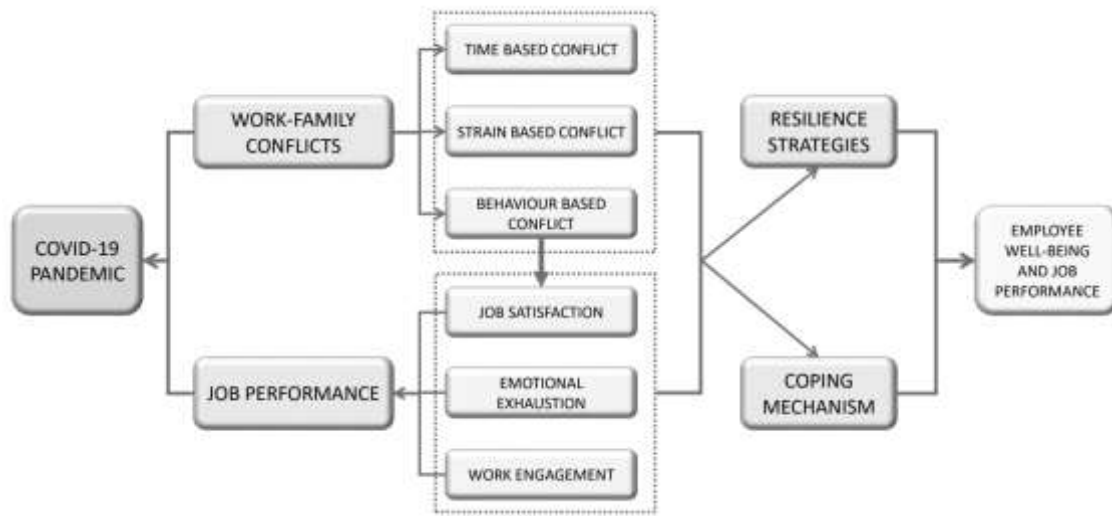 TIME BASED CONFLICT
WORK-FAMILY
CONFLICTS
STRAIN BASED CONFLICT
RESILIENCE
STRATEGIES
BEHAVIOUR BASED
CONFLICT
COVID-19
PANDEMIC
EMPLOYEE
WELL-BEING
AND JOB
PERFORMANCE
JOB SATISFACTION
JOB PERFORMANCE
EMOTIONAL
EXHAUSTION
COPING
MECHANISM
WORK ENGAGEMENT